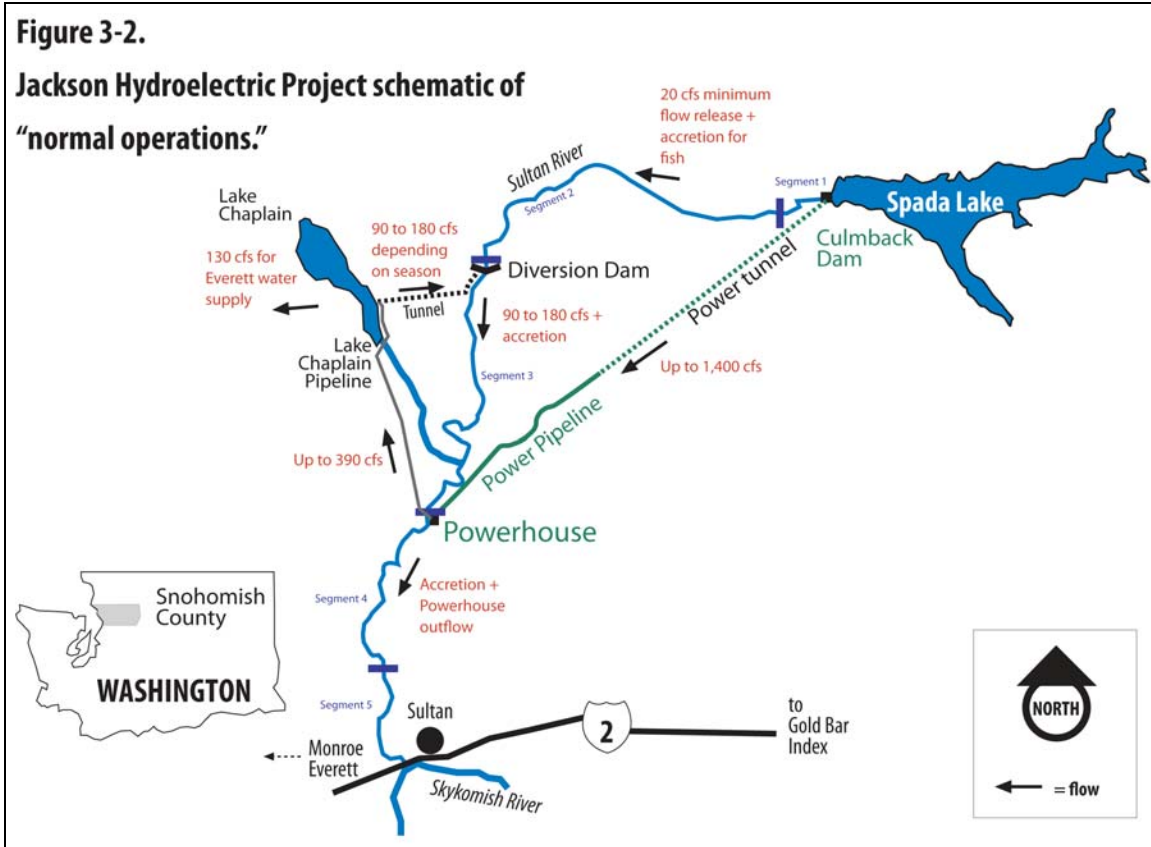 Figure 3-2.
Jackson Hydroelectric Project schematic of
“normal operations.”
20 cfs minimum
flow release +
accretion for
fish
Sultan River
Segment 1
Segment 2
Spada Lake
Culmback
Dam
Lake
Chaplain
90 to 180 cfs
depending
on season
130 cfs for
Everett water
supply
Tunnel
Diversion Dam
Power tunnel
90 to 180 cfs +
accretion
Lake
Chaplain
Pipeline
Segment 3
Up to 1,400 cfs
Power Pipeline
Up to 390 cfs
Powerhouse
Accretion +
Powerhouse
outflow
Segment 4
Snohomish
County
WASHINGTON
Segment 5
Sultan
2
to
Gold Bar
Index
Monroe
Everett
Skykomish River
NORTH
= flow